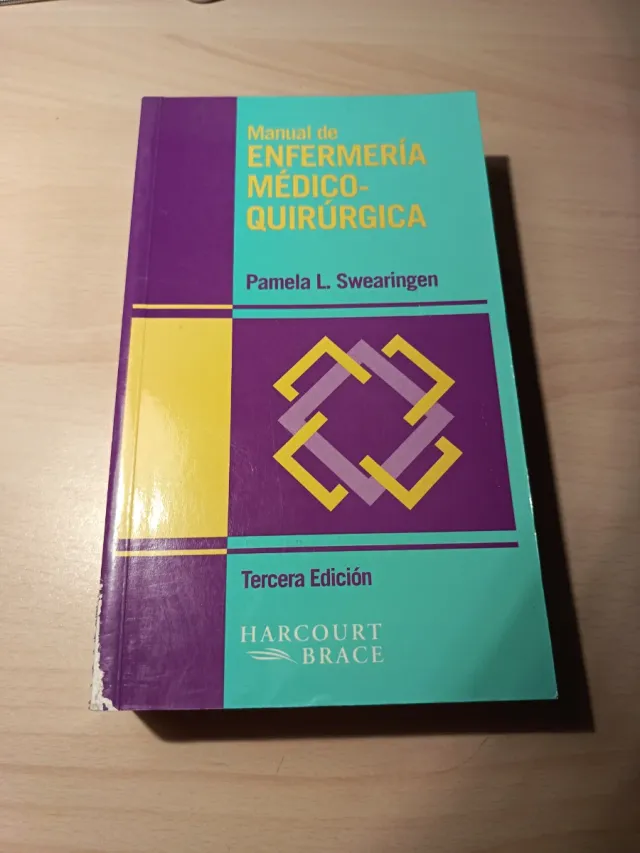 Manual de
ENFERMERÍA
MÉDICO-
QUIRÚRGICA
Pamela L. Swearingen
Tercera Edición
HARCOURT
BRACE